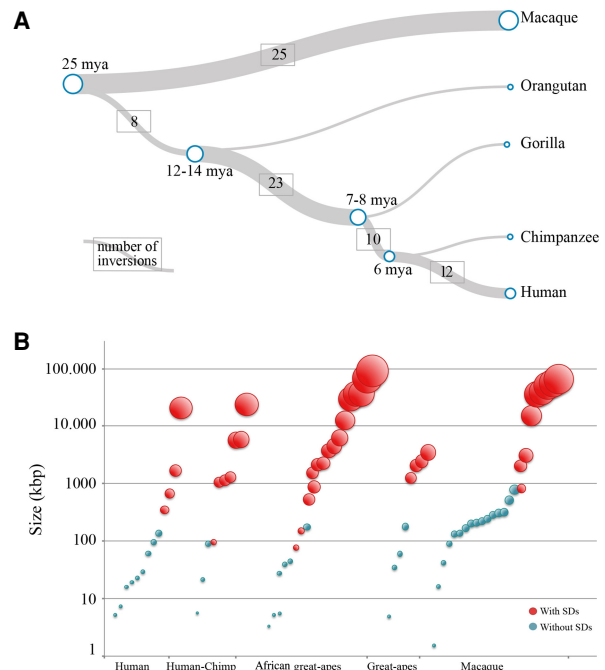 A
Macaque
25
25 mya
Orangutan
8
Gorilla
12-14 mya
23
7-8 mya
10
Chimpanzee
number of
inversions
6 mya
12
Human
B
100.000
10.000
1000
100
10
1
Size (kbp)
With SDs
Without SDs
Human
Human-Chimp
African great-apes
Great-apes
Macaque